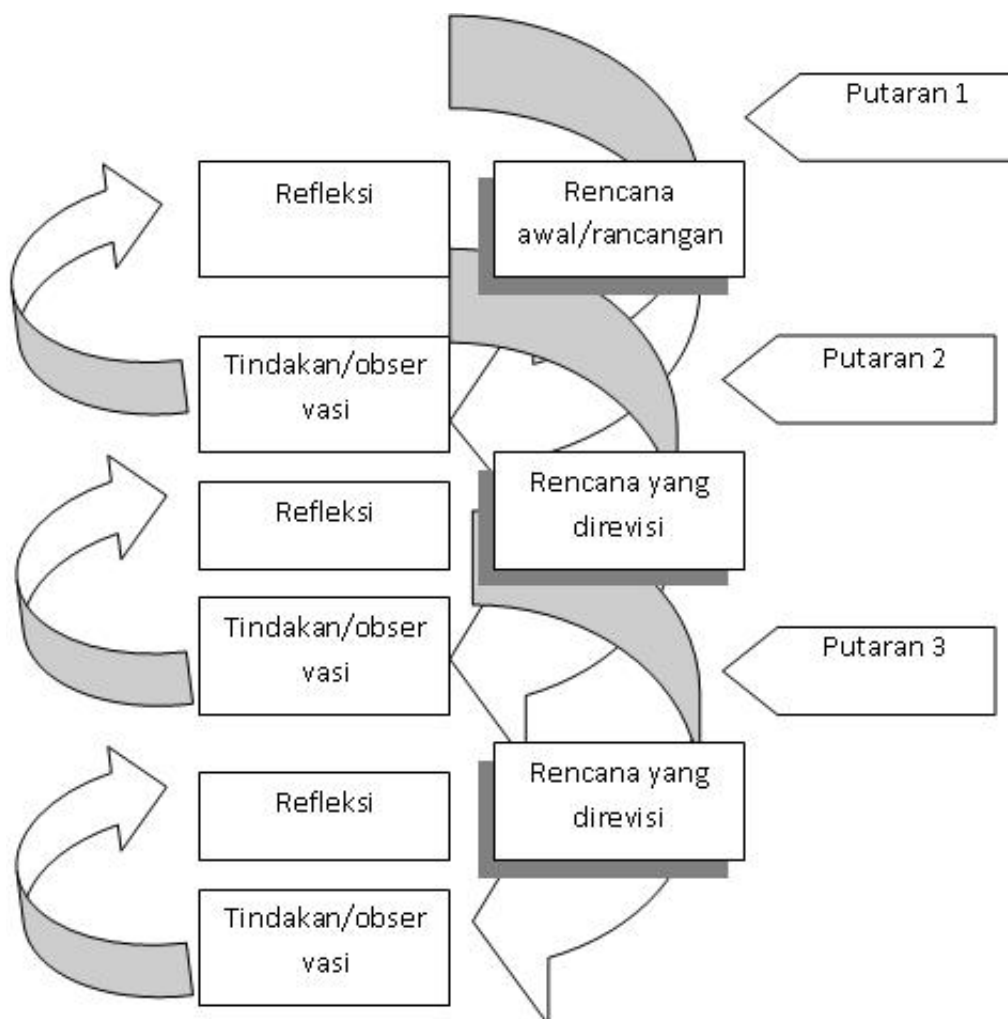 Putaran 1
Refleksi
Rencana
awal/rancangan
Tindakan/obser
vasi
Putaran 2
Refleksi
Rencana yang
direvisi
Tindakan/obser
vasi
Putaran 3
Refleksi
Rencana yang
direvisi
Tindakan/obser
vasi